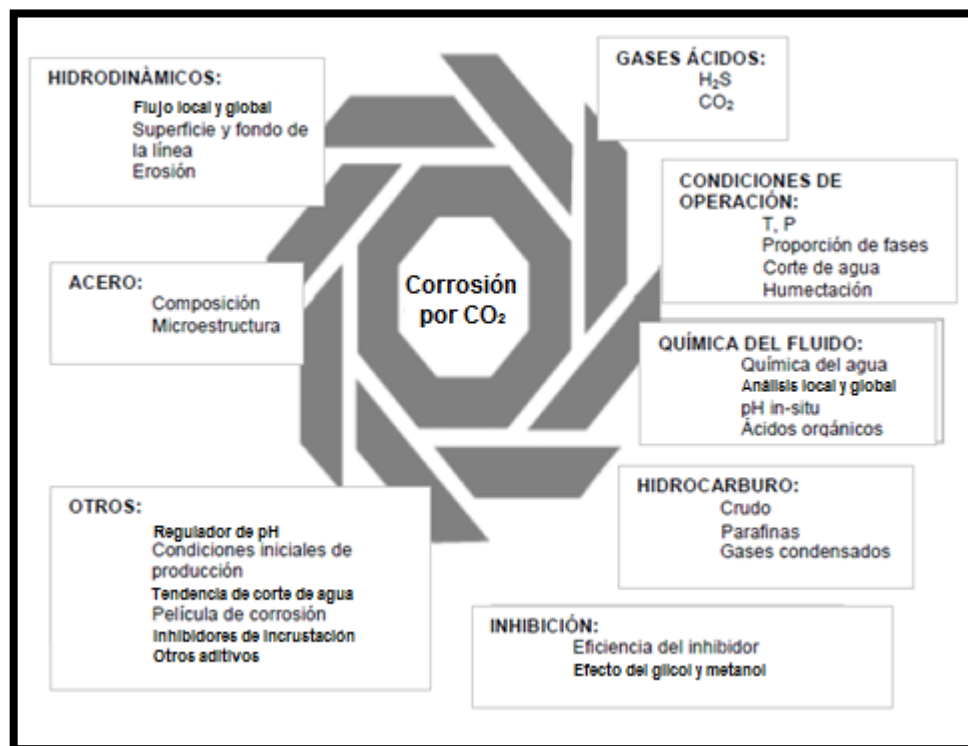 HIDRODINÀMICOS:
Flujo local y global
Superficie y fondo de
la línea
Erosión
GASES ÁCIDOS:
H₂S
CO₂
CONDICIONES DE
OPERACIÓN:
T, P
Proporción de fases
Corte de agua
Humectación
ACERO:
Composición
Microestructura
Corrosión
por CO₂
QUÍMICA DEL FLUIDO:
Química del agua
Análisis local y global
pH in-situ
Ácidos orgánicos
HIDROCARBURO:
Crudo
Parafinas
Gases condensados
OTROS:
Regulador de pH
Condiciones iniciales de
producción
Tendencia de corte de agua
Película de corrosión
Inhibidores de incrustación
Otros aditivos
INHIBICIÓN:
Eficiencia del inhibidor
Efecto del glicol y metanol